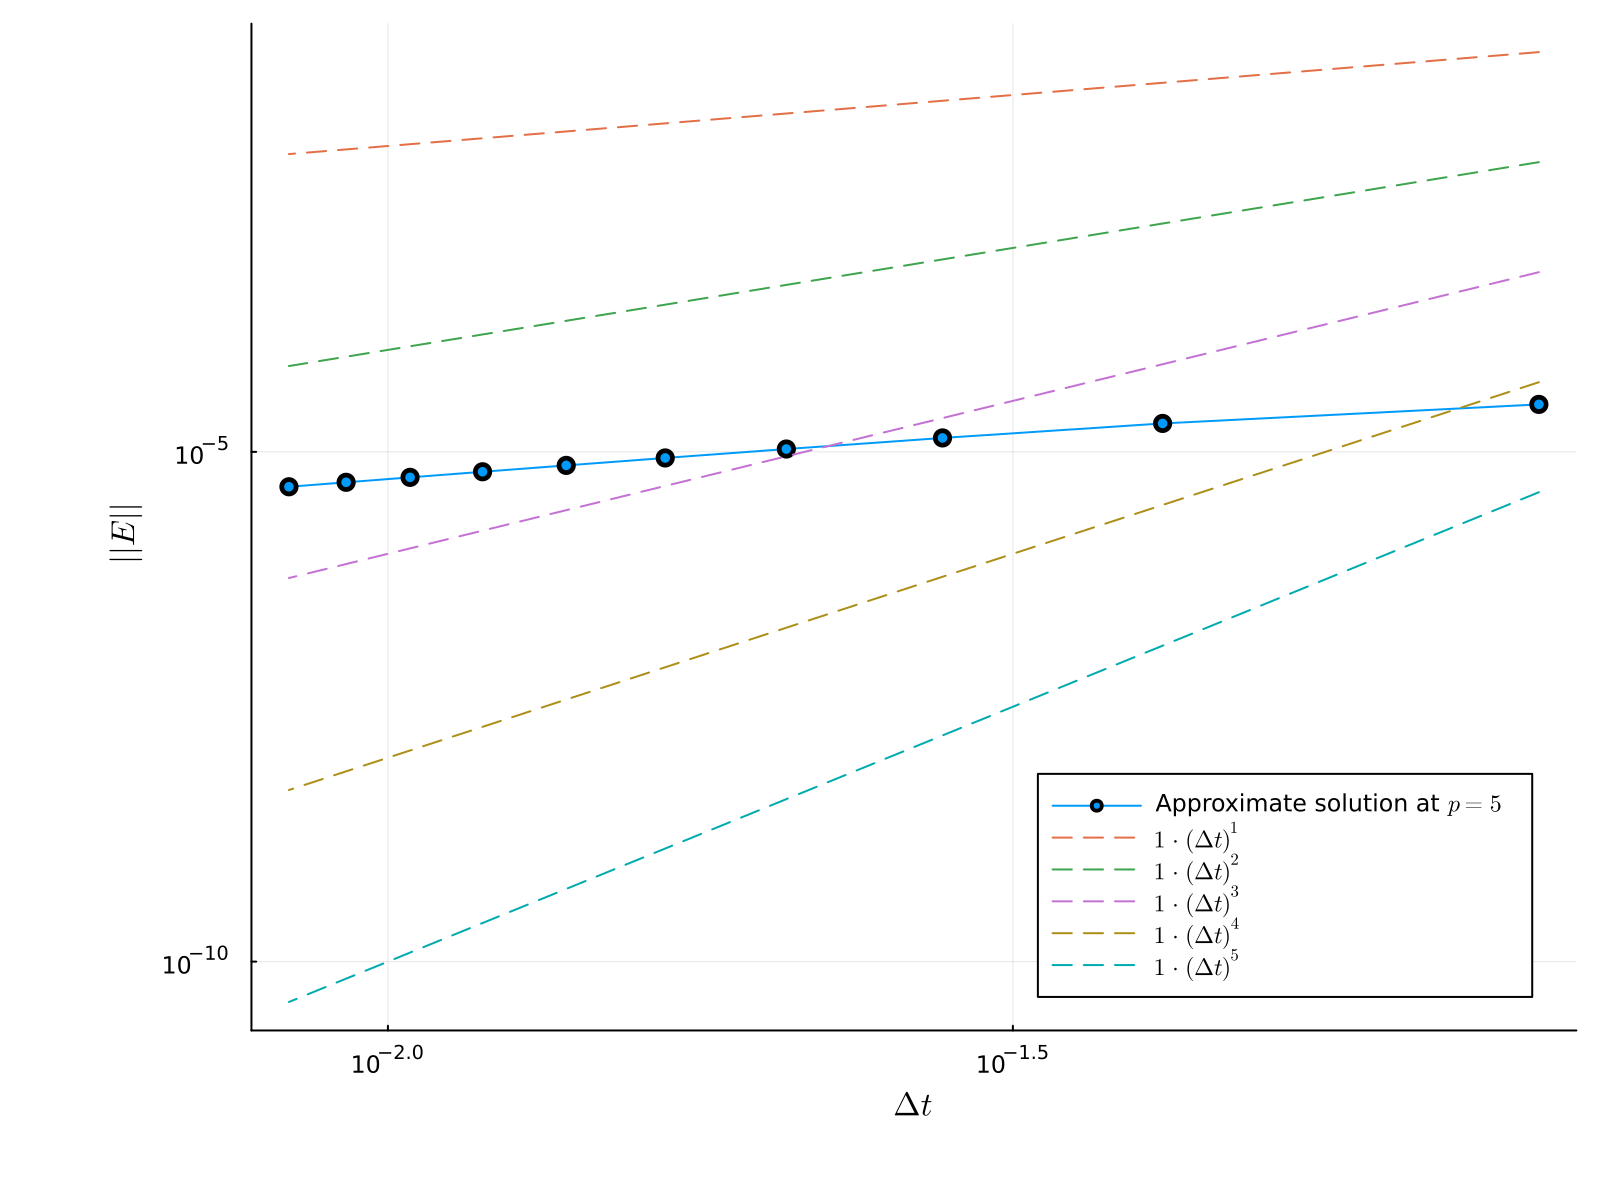 10⁻⁵
||E||
10⁻¹⁰
Approximate solution at p = 5
1 · (Δt)¹
1 · (Δt)²
1 · (Δt)³
1 · (Δt)⁴
1 · (Δt)⁵
10⁻²·⁰ 10⁻¹·⁵
Δt